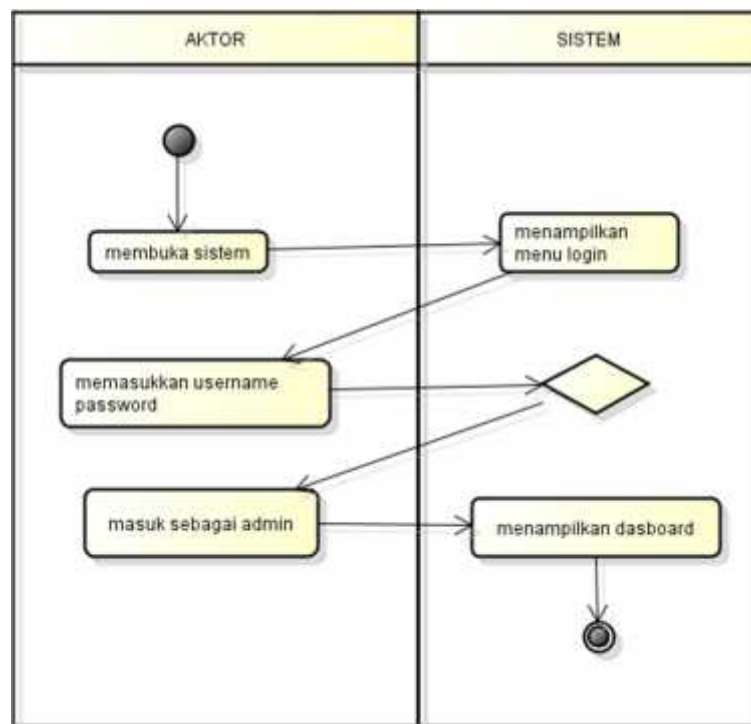 AKTOR
SISTEM
membuka sistem
menampilkan
menu login
memasukkan username
password
masuk sebagai admin
menampilkan dasboard